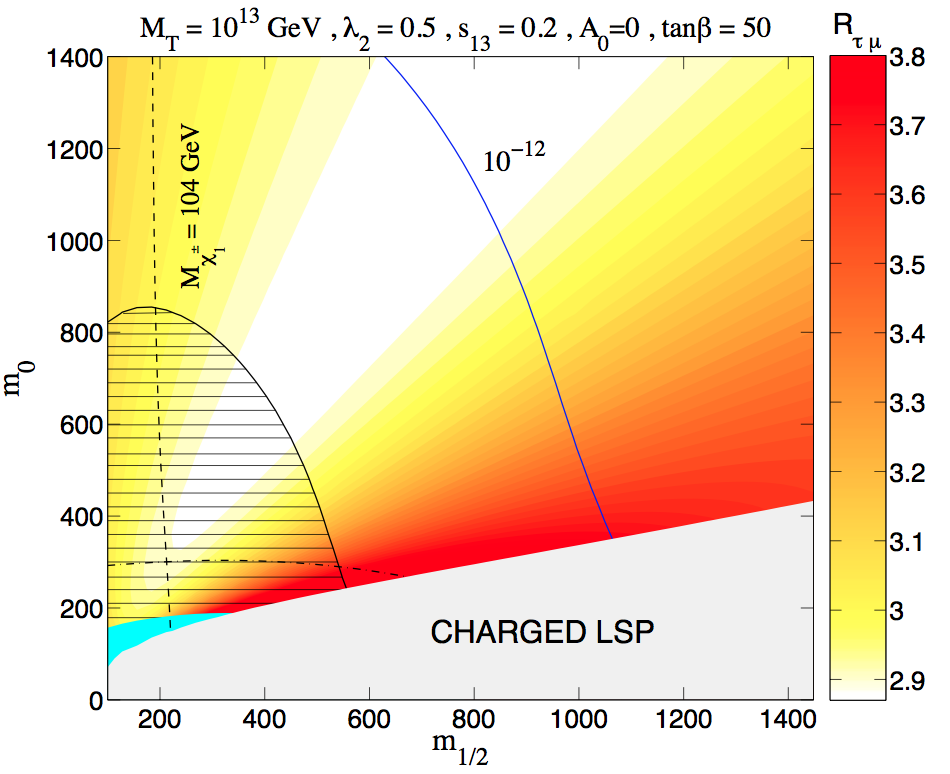 M_T = 10^13 GeV , λ_2 = 0.5 , s_13 = 0.2 , A_0=0 , tanβ = 50
R_τ μ
1400
1200
1000
800
600
400
200
0
m_0
M_χ_1^± = 104 GeV
10^−12
CHARGED LSP
200 400 600 800 1000 1200 1400
m_1/2
3.8
3.7
3.6
3.5
3.4
3.3
3.2
3.1
3
2.9